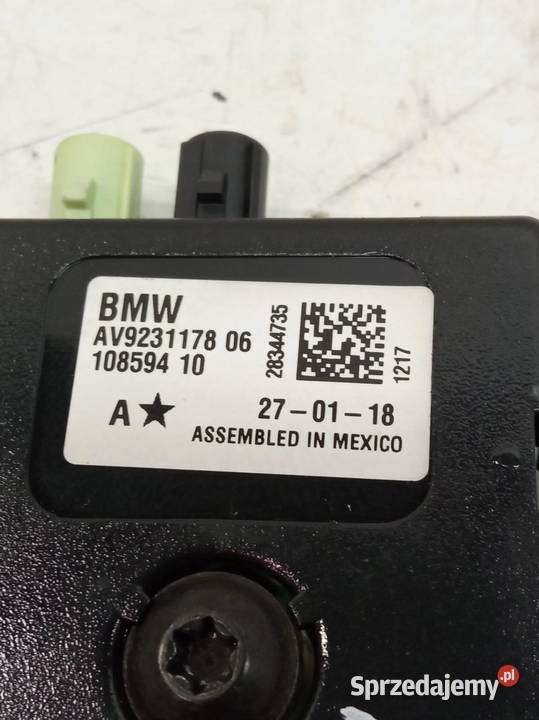 BMW
AV9231178 06
108594 10
28344735
1217
A★
27-01-18
ASSEMBLED IN MEXICO
Sprzedajemy.pl